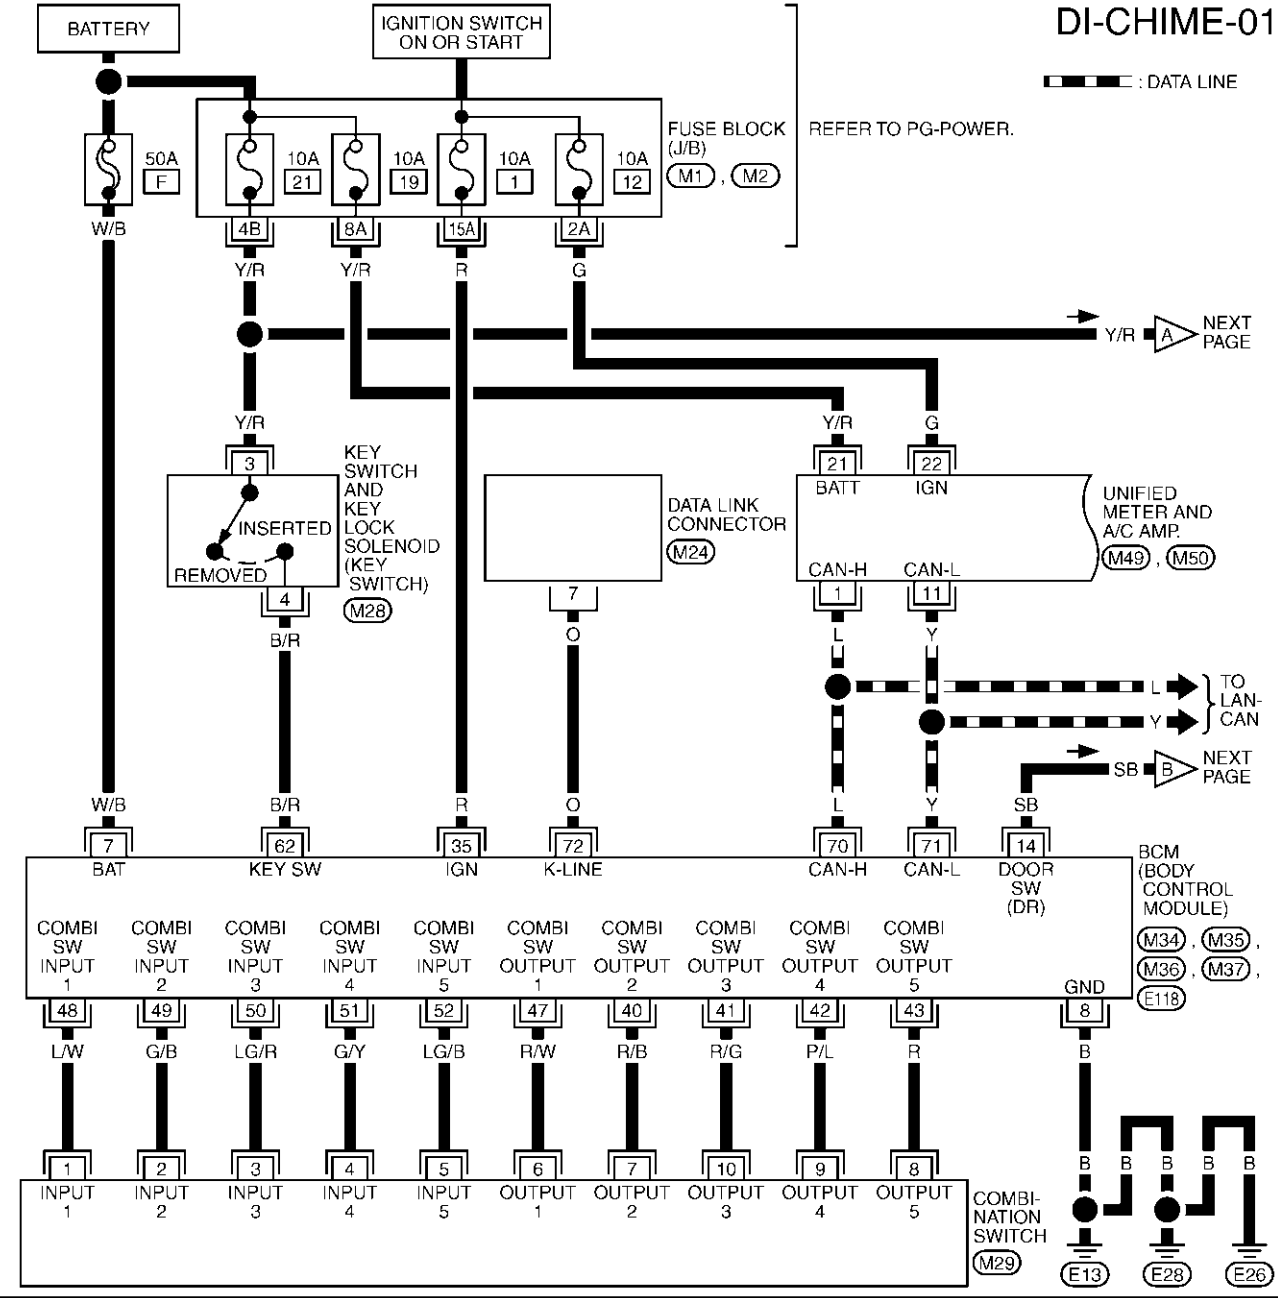 DI-CHIME-01
BATTERY
IGNITION SWITCH
ON OR START
: DATA LINE
FUSE BLOCK
(J/B)
M1 , M2
REFER TO PG-POWER.
50A
F
10A
21
10A
19
10A
1
10A
12
W/B
4B
8A
15A
2A
Y/R
Y/R
R
G
Y/R
A
NEXT
PAGE
Y/R
Y/R
G
3
KEY
SWITCH
AND
KEY
LOCK
SOLENOID
(KEY
SWITCH)
M28
INSERTED
REMOVED
4
B/R
DATA LINK
CONNECTOR
M24
7
O
21
22
BATT
IGN
UNIFIED
METER AND
A/C AMP.
M49 , M50
CAN-H
CAN-L
1
11
L
Y
L
Y
TO
LAN-
CAN
SB
B
NEXT
PAGE
W/B
B/R
R
O
L
Y
SB
7
62
35
72
70
71
14
BAT
KEY SW
IGN
K-LINE
CAN-H
CAN-L
DOOR
SW
(DR)
BCM
(BODY
CONTROL
MODULE)
M34 , M35 ,
M36 , M37 ,
E118
COMBI
SW
INPUT
1
COMBI
SW
INPUT
2
COMBI
SW
INPUT
3
COMBI
SW
INPUT
4
COMBI
SW
INPUT
5
COMBI
SW
OUTPUT
1
COMBI
SW
OUTPUT
2
COMBI
SW
OUTPUT
3
COMBI
SW
OUTPUT
4
COMBI
SW
OUTPUT
5
GND
48
49
50
51
52
47
40
41
42
43
8
L/W
G/B
LG/R
G/Y
LG/B
R/W
R/B
R/G
P/L
R
B
B
B
B
B
B
1
2
3
4
5
6
7
10
9
8
INPUT
1
INPUT
2
INPUT
3
INPUT
4
INPUT
5
OUTPUT
1
OUTPUT
2
OUTPUT
3
OUTPUT
4
OUTPUT
5
COMBI-
NATION
SWITCH
M29
E13
E28
E26